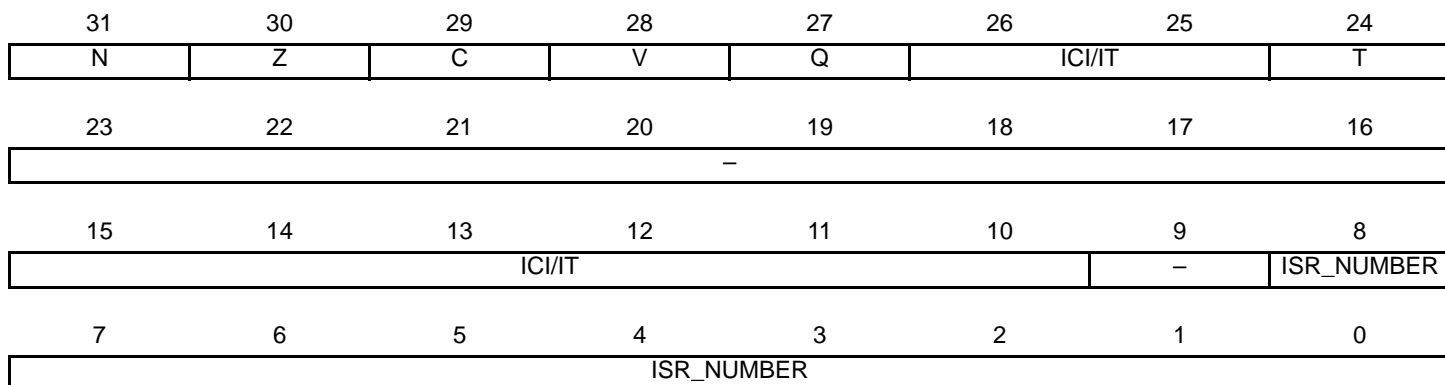 31 30 29 28 27 26 25 24
N Z C V Q ICI/IT T
23 22 21 20 19 18 17 16
–
15 14 13 12 11 10 9 8
ICI/IT – ISR_NUMBER
7 6 5 4 3 2 1 0
ISR_NUMBER